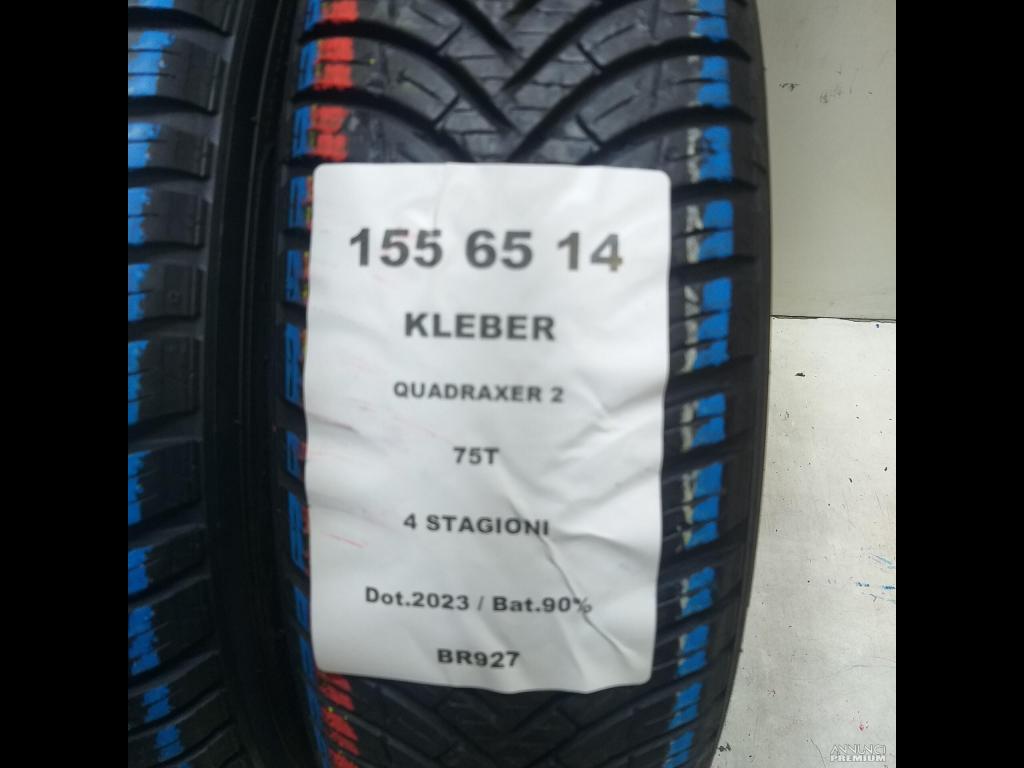 155 65 14
KLEBER
QUADRAXER 2
75T
4 STAGIONI
Dot.2023 / Bat.90%
BR927
ANNUNCI
PREMIUM